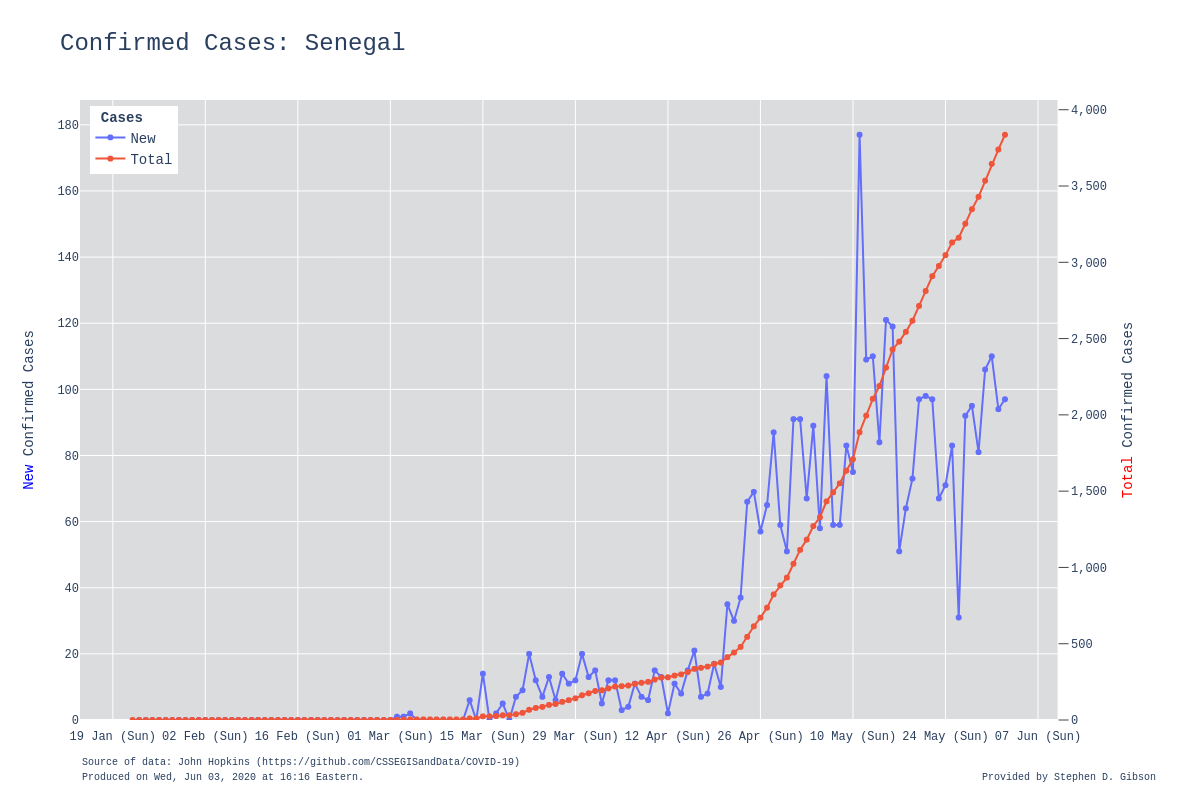 Confirmed Cases: Senegal
Cases
New
Total
180
160
140
120
100
80
60
40
20
0
New Confirmed Cases
4,000
3,500
3,000
2,500
2,000
1,500
1,000
500
0
Total Confirmed Cases
19 Jan (Sun) 02 Feb (Sun) 16 Feb (Sun) 01 Mar (Sun) 15 Mar (Sun) 29 Mar (Sun) 12 Apr (Sun) 26 Apr (Sun) 10 May (Sun) 24 May (Sun) 07 Jun (Sun)
Source of data: John Hopkins (https://github.com/CSSEGISandData/COVID-19)
Produced on Wed, Jun 03, 2020 at 16:16 Eastern.
Provided by Stephen D. Gibson